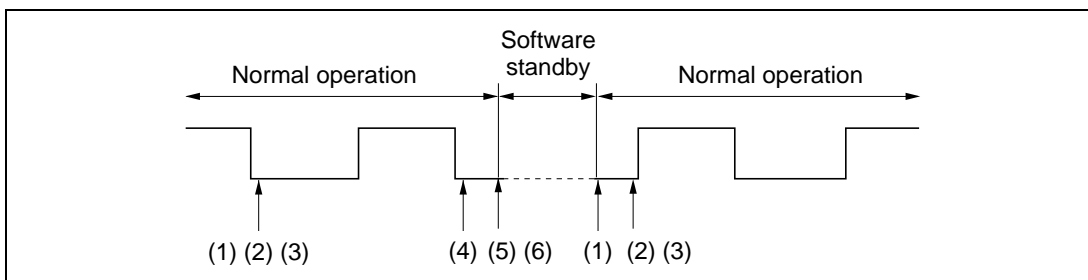 Software
standby
Normal operation
Normal operation
(1) (2) (3)
(4)
(5) (6)
(1)
(2) (3)